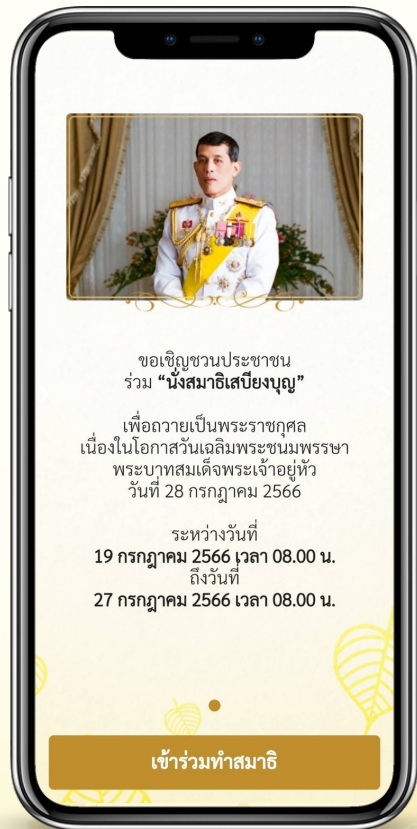 ขอเชิญชวนประชาชน
ร่วม “นั่งสมาธิเสบียงบุญ”
เพื่อถวายเป็นพระราชกุศล
เนื่องในโอกาสวันเฉลิมพระชนมพรรษา
พระบาทสมเด็จพระเจ้าอยู่หัว
วันที่ 28 กรกฎาคม 2566
ระหว่างวันที่
19 กรกฎาคม 2566 เวลา 08.00 น.
ถึงวันที่
27 กรกฎาคม 2566 เวลา 08.00 น.
เข้าร่วมทำสมาธิ